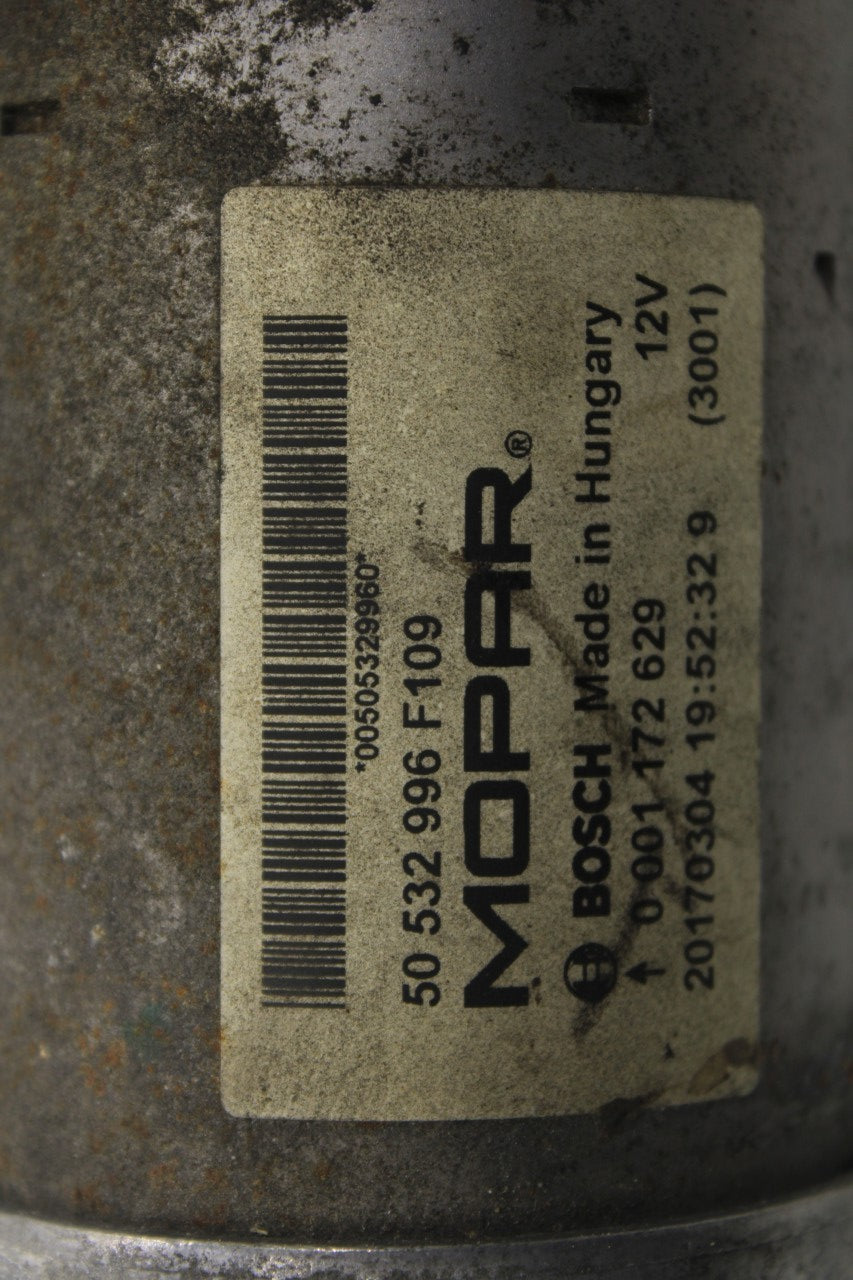 *00505329960*
50 532 996 F109
MOPAR®
BOSCH Made in Hungary
→ 0 001 172 629 12V
20170304 19:52:32 9 (3001)